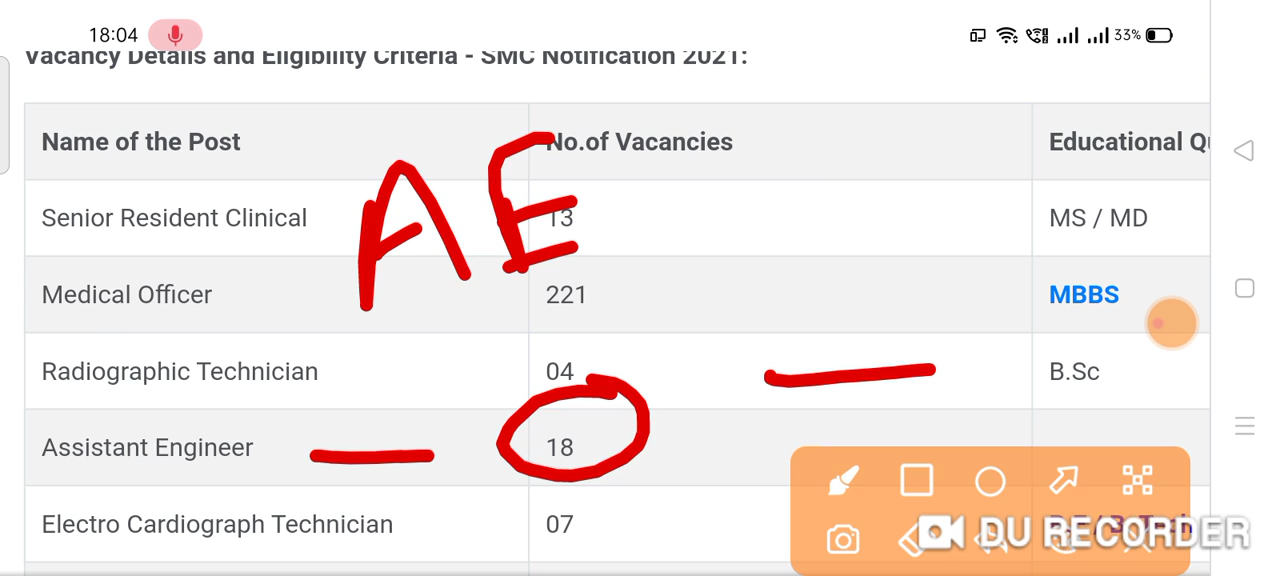 18:04 33%
Vacancy Details and Eligibility Criteria - SMC Notification 2021:
Name of the Post No.of Vacancies Educational Qu
AE
Senior Resident Clinical 13 MS / MD
Medical Officer 221 MBBS
Radiographic Technician 04 B.Sc
Assistant Engineer 18
Electro Cardiograph Technician 07
DU RECORDER